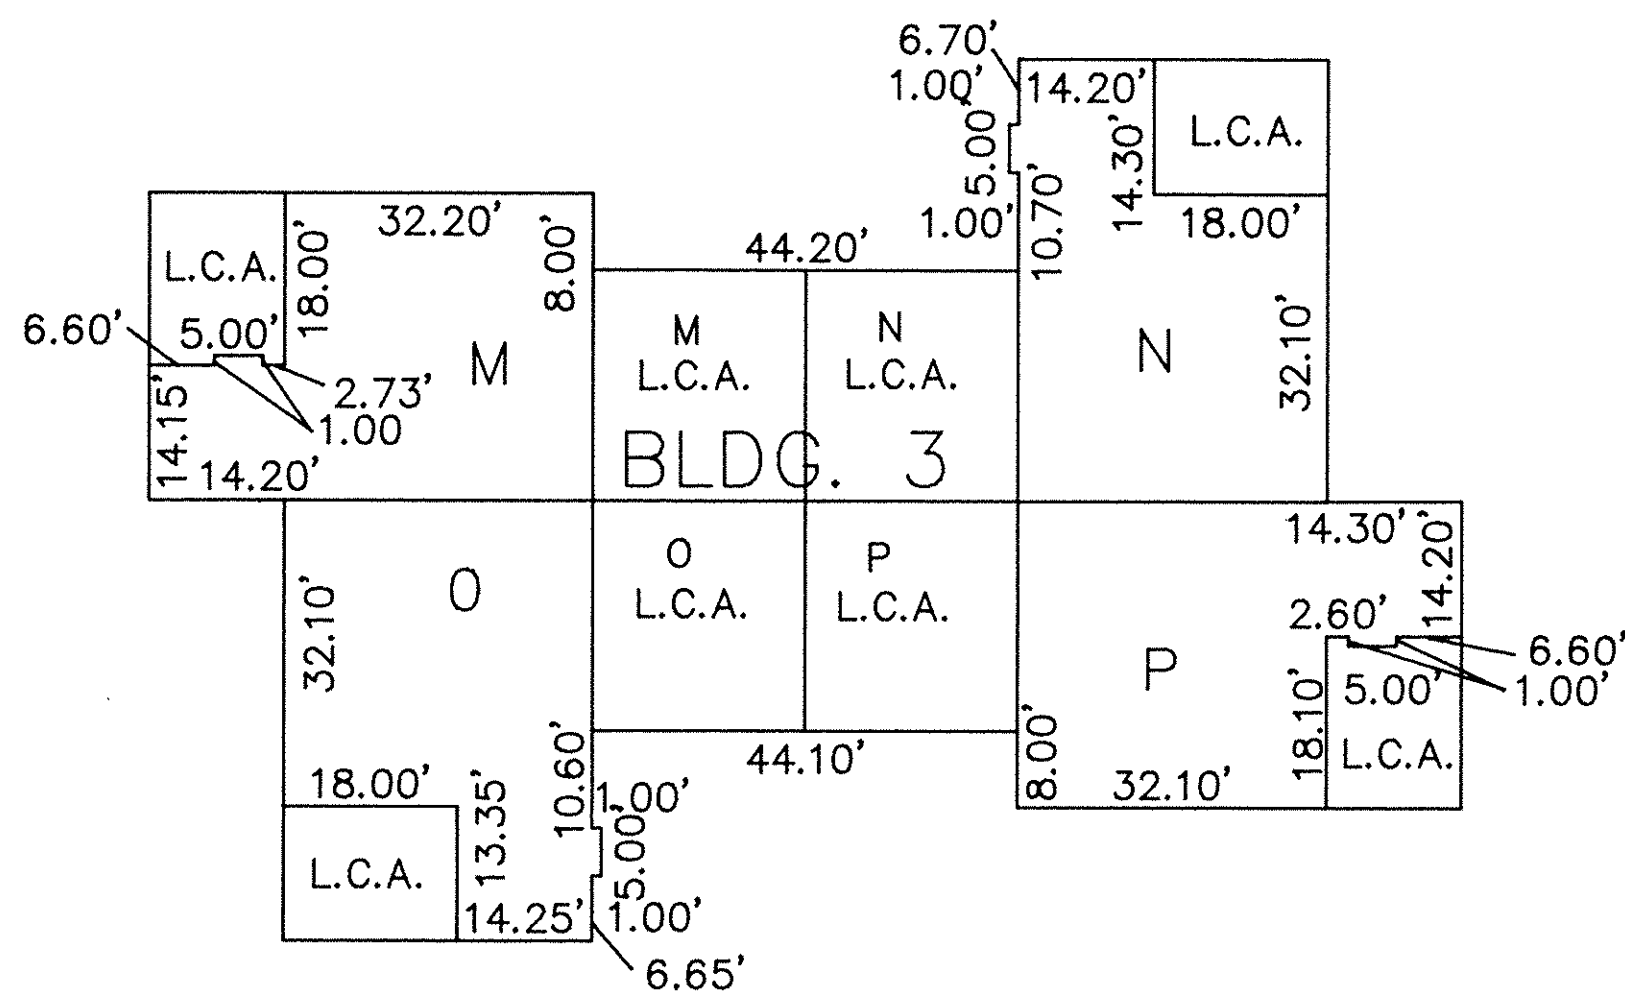 6.70'
1.00'
14.20'
5.00'
14.30'
L.C.A.
1.00'
10.70'
18.00'
32.20'
8.00'
44.20'
L.C.A.
18.00'
6.60'
5.00'
M
M
L.C.A.
N
L.C.A.
N
32.10'
2.73'
1.00
14.15'
14.20'
BLDG. 3
14.30'
14.20'
O
L.C.A.
P
L.C.A.
O
32.10'
2.60'
6.60'
1.00'
5.00'
P
18.10'
L.C.A.
8.00'
32.10'
44.10'
10.60'
1.00'
18.00'
13.35'
5.00'
L.C.A.
14.25'
1.00'
6.65'